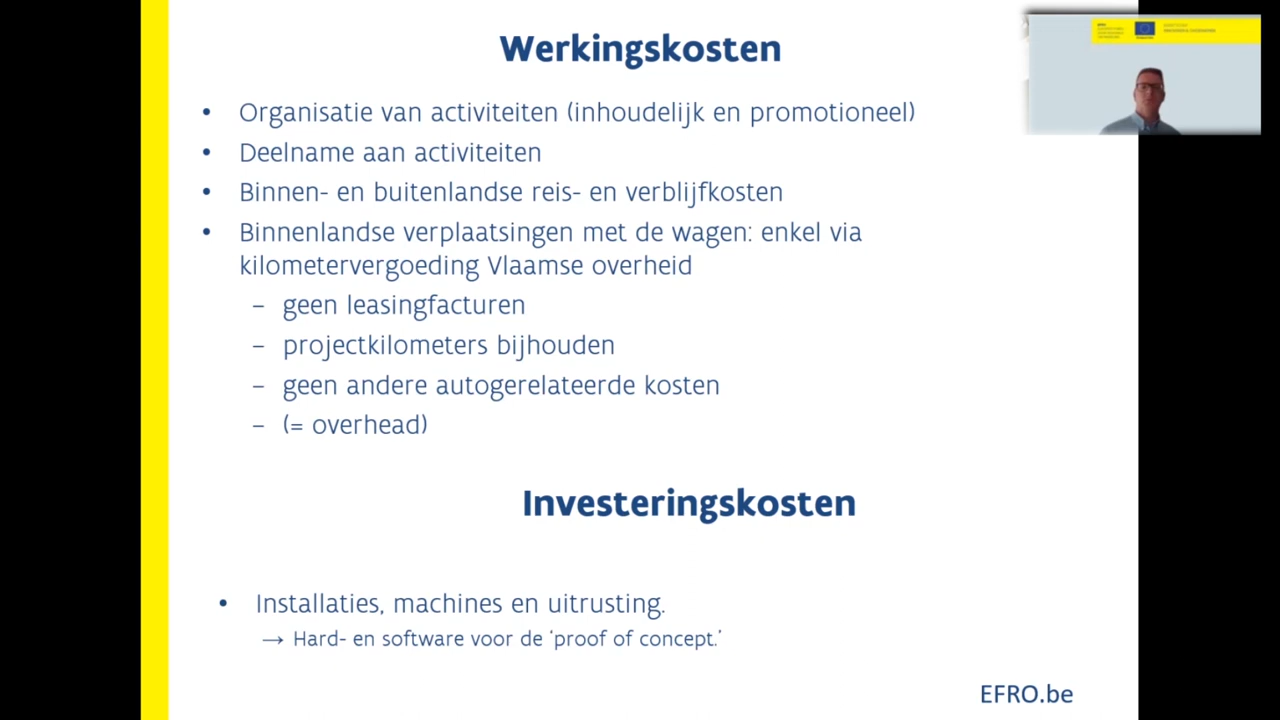 Werkingskosten
• Organisatie van activiteiten (inhoudelijk en promotioneel)
• Deelname aan activiteiten
• Binnen- en buitenlandse reis- en verblijfkosten
• Binnenlandse verplaatsingen met de wagen: enkel via
kilometervergoeding Vlaamse overheid
– geen leasingfacturen
– projectkilometers bijhouden
– geen andere autogerelateerde kosten
– (= overhead)
Investeringskosten
• Installaties, machines en uitrusting.
→ Hard- en software voor de ‘proof of concept.’
EFRO.be